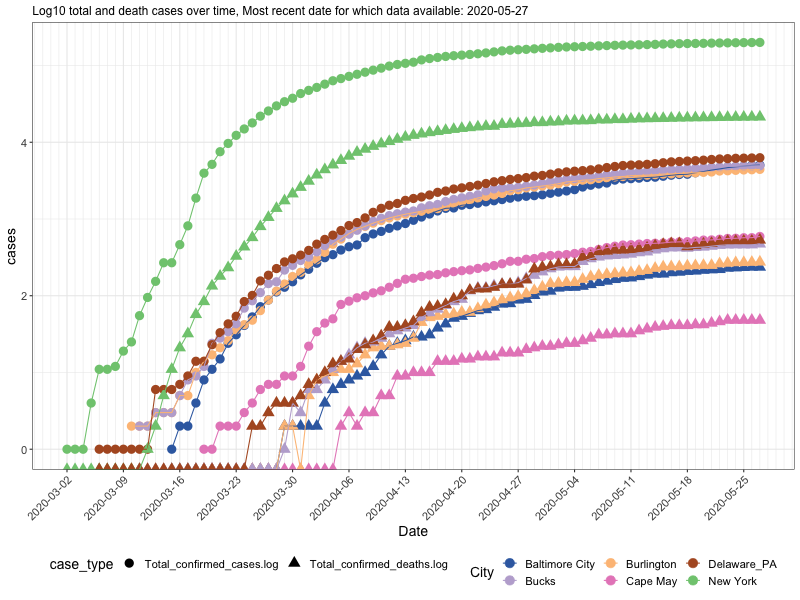 Log10 total and death cases over time, Most recent date for which data available: 2020-05-27
cases
4
2
0
2020-03-02
2020-03-09
2020-03-16
2020-03-23
2020-03-30
2020-04-06
2020-04-13
2020-04-20
2020-04-27
2020-05-04
2020-05-11
2020-05-18
2020-05-25
Date
case_type
Total_confirmed_cases.log
Total_confirmed_deaths.log
City
Baltimore City
Bucks
Burlington
Cape May
Delaware_PA
New York